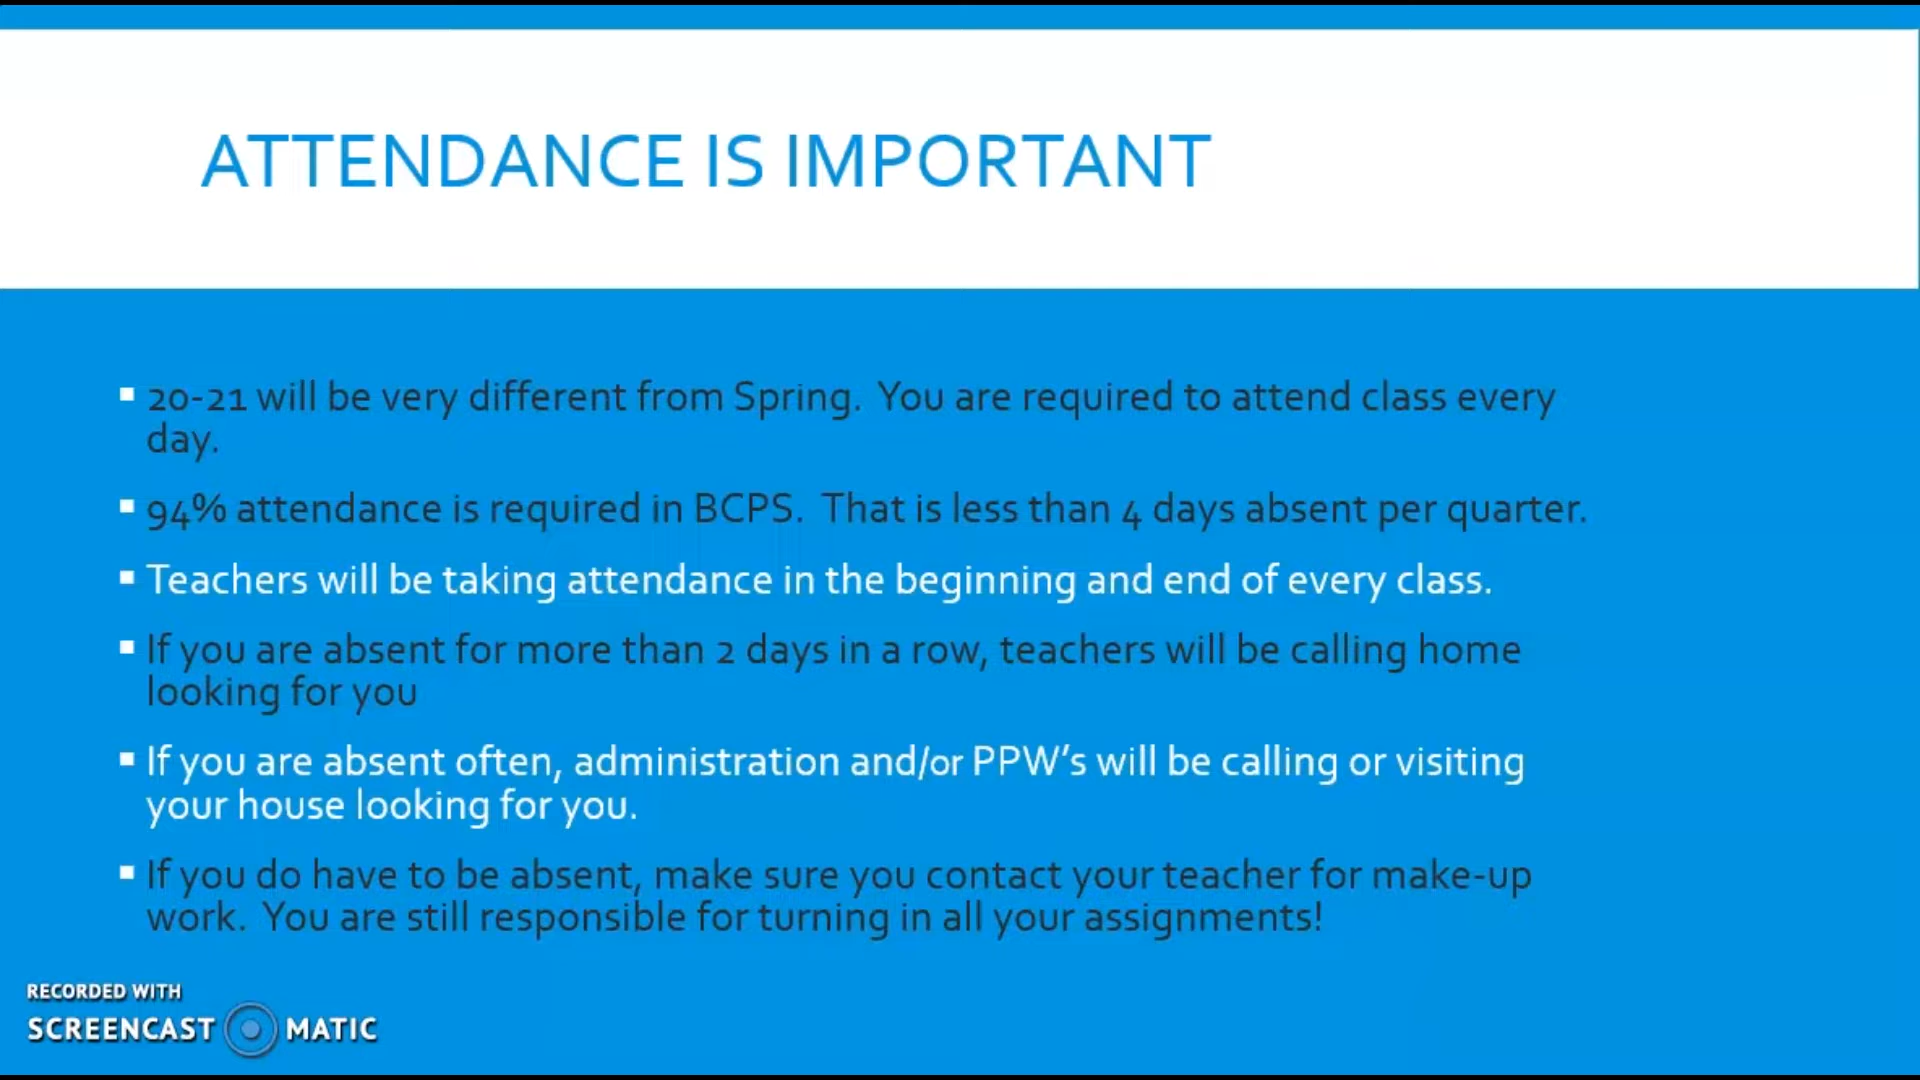 ATTENDANCE IS IMPORTANT
20-21 will be very different from Spring.  You are required to attend class every
day.
94% attendance is required in BCPS.  That is less than 4 days absent per quarter.
Teachers will be taking attendance in the beginning and end of every class.
If you are absent for more than 2 days in a row, teachers will be calling home
looking for you
If you are absent often, administration and/or PPW's will be calling or visiting
your house looking for you.
If you do have to be absent, make sure you contact your teacher for make-up
work.  You are still responsible for turning in all your assignments!
RECORDED WITH
SCREENCAST MATIC